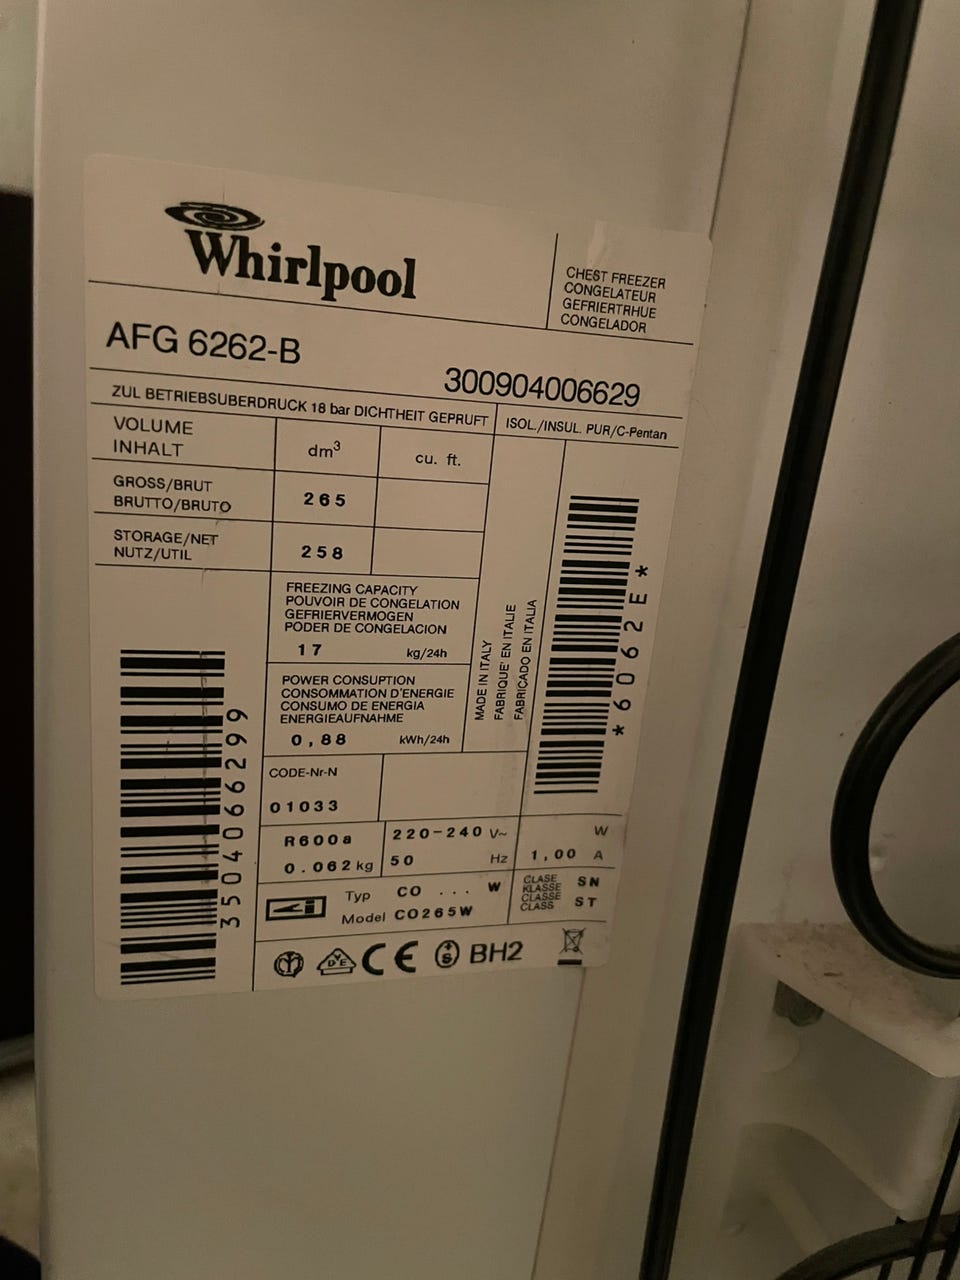 Whirlpool
CHEST FREEZER
CONGELATEUR
GEFRIERTRHUE
CONGELADOR
AFG 6262-B
300904006629
ZUL BETRIEBSUBERDRUCK 18 bar DICHTHEIT GEPRUFT
ISOL./INSUL. PUR/C-Pentan
VOLUME
INHALT
dm³
cu. ft.
GROSS/BRUT
BRUTTO/BRUTO
265
STORAGE/NET
NUTZ/UTIL
258
FREEZING CAPACITY
POUVOIR DE CONGELATION
GEFRIERVERMOGEN
PODER DE CONGELACION
17 kg/24h
POWER CONSUPTION
CONSOMMATION D'ENERGIE
CONSUMO DE ENERGIA
ENERGIEAUFNAHME
0,88 kWh/24h
MADE IN ITALY
FABRIQUE' EN ITALIE
FABRICADO EN ITALIA
*6062E*
3504066299
CODE-Nr-N
01033
R600a
0.062 kg
220-240 V~
50 Hz
W
1,00 A
Typ CO ... W
Model CO265W
CLASE
KLASSE
CLASSE
CLASS
SN
ST
VDE
CE
S
BH2